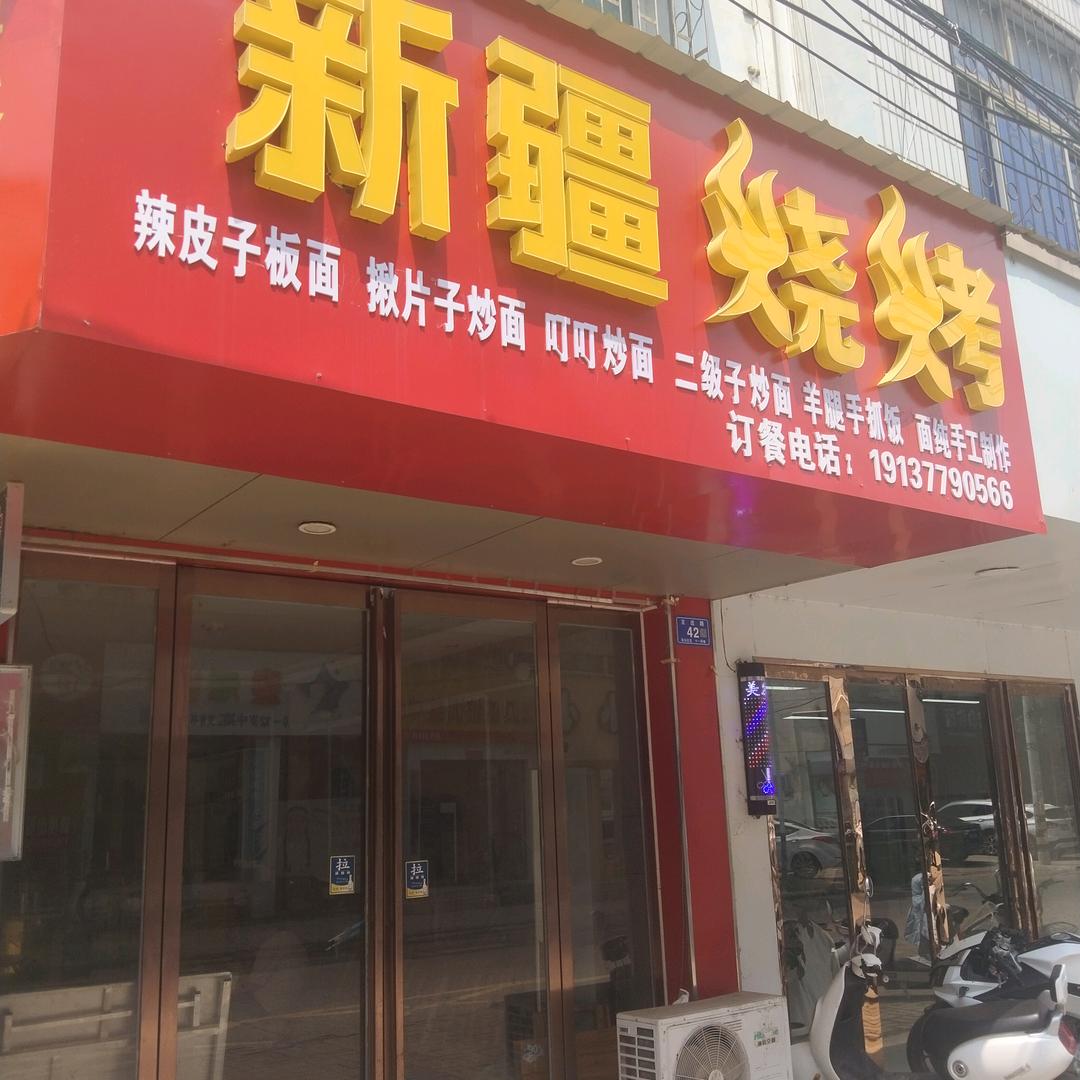 新疆烧烤
辣皮子板面 揪片子炒面 叮叮炒面 二级子炒面 羊腿手抓饭 面纯手工制作
订餐电话：19137790566
42
美
拉
拉